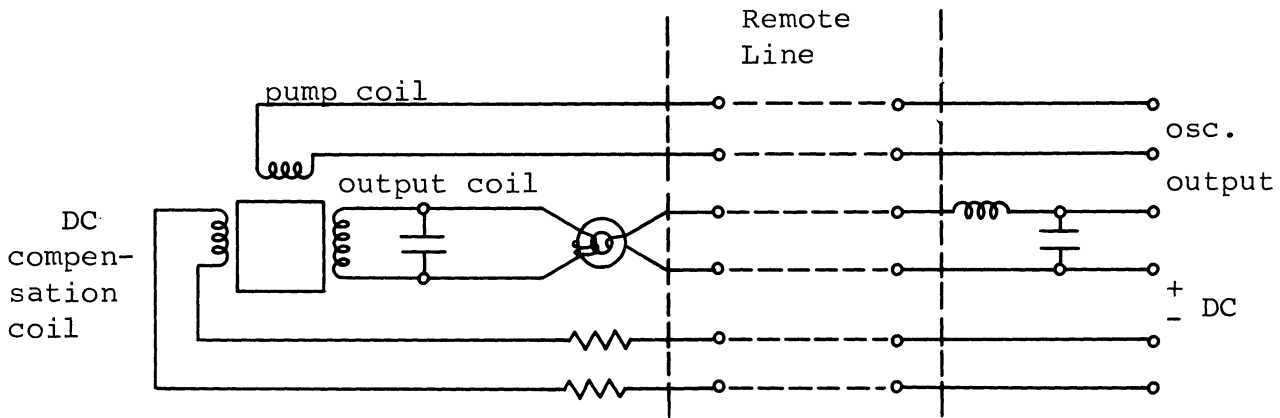 Remote
Line
pump coil
osc.
output coil
output
DC
compen-
sation
coil
+
- DC